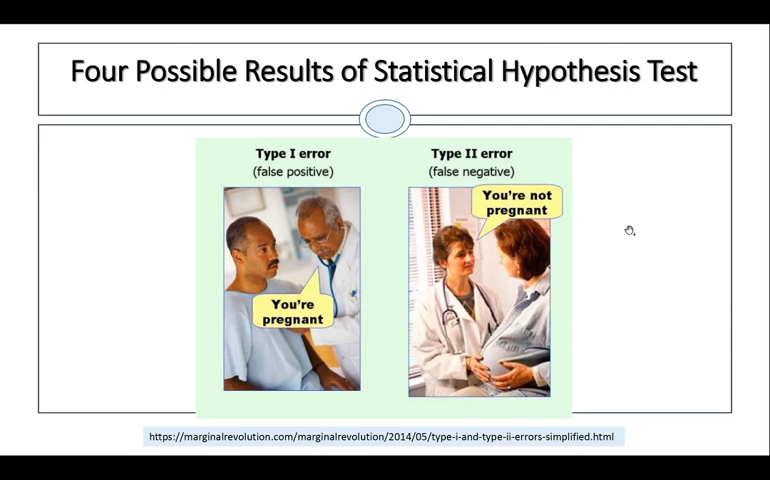 Four Possible Results of Statistical Hypothesis Test
Type I error
(false positive)
You're
pregnant
Type II error
(false negative)
You're not
pregnant
https://marginalrevolution.com/marginalrevolution/2014/05/type-i-and-type-ii-errors-simplified.html